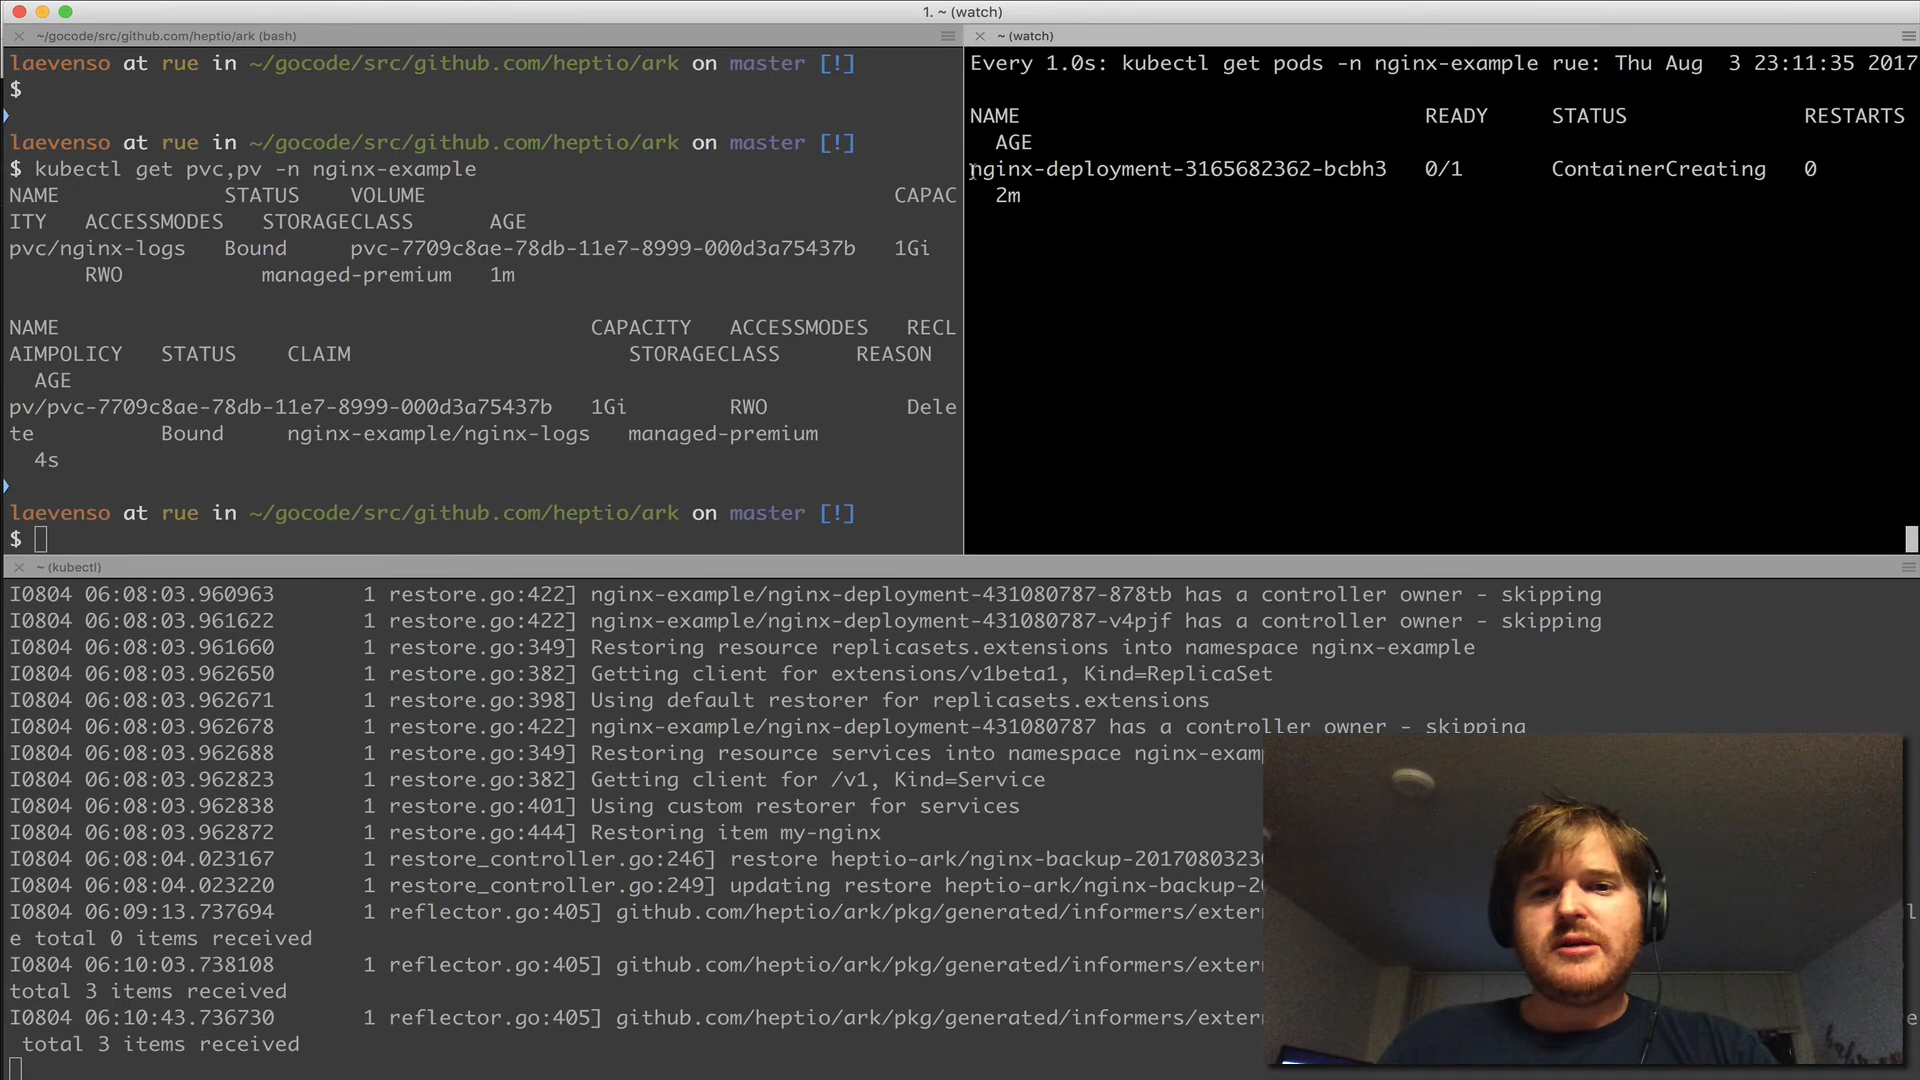 1. ~ (watch)
~/gocode/src/github.com/heptio/ark (bash)
laevenso at rue in ~/gocode/src/github.com/heptio/ark on master [!]
$
laevenso at rue in ~/gocode/src/github.com/heptio/ark on master [!]
$ kubectl get pvc,pv -n nginx-example
NAME STATUS VOLUME CAPAC
ITY ACCESSMODES STORAGECLASS AGE
pvc/nginx-logs Bound pvc-7709c8ae-78db-11e7-8999-000d3a75437b 1Gi
RWO managed-premium 1m
NAME CAPACITY ACCESSMODES RECL
AIMPOLICY STATUS CLAIM STORAGECLASS REASON
AGE
pv/pvc-7709c8ae-78db-11e7-8999-000d3a75437b 1Gi RWO Dele
te Bound nginx-example/nginx-logs managed-premium
4s
laevenso at rue in ~/gocode/src/github.com/heptio/ark on master [!]
$
~ (watch)
Every 1.0s: kubectl get pods -n nginx-example rue: Thu Aug 3 23:11:35 2017
NAME READY STATUS RESTARTS
AGE
nginx-deployment-3165682362-bcbh3 0/1 ContainerCreating 0
2m
~ (kubectl)
I0804 06:08:03.960963 1 restore.go:422] nginx-example/nginx-deployment-431080787-878tb has a controller owner - skipping
I0804 06:08:03.961622 1 restore.go:422] nginx-example/nginx-deployment-431080787-v4pjf has a controller owner - skipping
I0804 06:08:03.961660 1 restore.go:349] Restoring resource replicasets.extensions into namespace nginx-example
I0804 06:08:03.962650 1 restore.go:382] Getting client for extensions/v1beta1, Kind=ReplicaSet
I0804 06:08:03.962671 1 restore.go:398] Using default restorer for replicasets.extensions
I0804 06:08:03.962678 1 restore.go:422] nginx-example/nginx-deployment-431080787 has a controller owner - skipping
I0804 06:08:03.962688 1 restore.go:349] Restoring resource services into namespace nginx-exam
I0804 06:08:03.962823 1 restore.go:382] Getting client for /v1, Kind=Service
I0804 06:08:03.962838 1 restore.go:401] Using custom restorer for services
I0804 06:08:03.962872 1 restore.go:444] Restoring item my-nginx
I0804 06:08:04.023167 1 restore_controller.go:246] restore heptio-ark/nginx-backup-2017080323
I0804 06:08:04.023220 1 restore_controller.go:249] updating restore heptio-ark/nginx-backup-2
I0804 06:09:13.737694 1 reflector.go:405] github.com/heptio/ark/pkg/generated/informers/exter l
e total 0 items received
I0804 06:10:03.738108 1 reflector.go:405] github.com/heptio/ark/pkg/generated/informers/exter
total 3 items received
I0804 06:10:43.736730 1 reflector.go:405] github.com/heptio/ark/pkg/generated/informers/exter e
total 3 items received